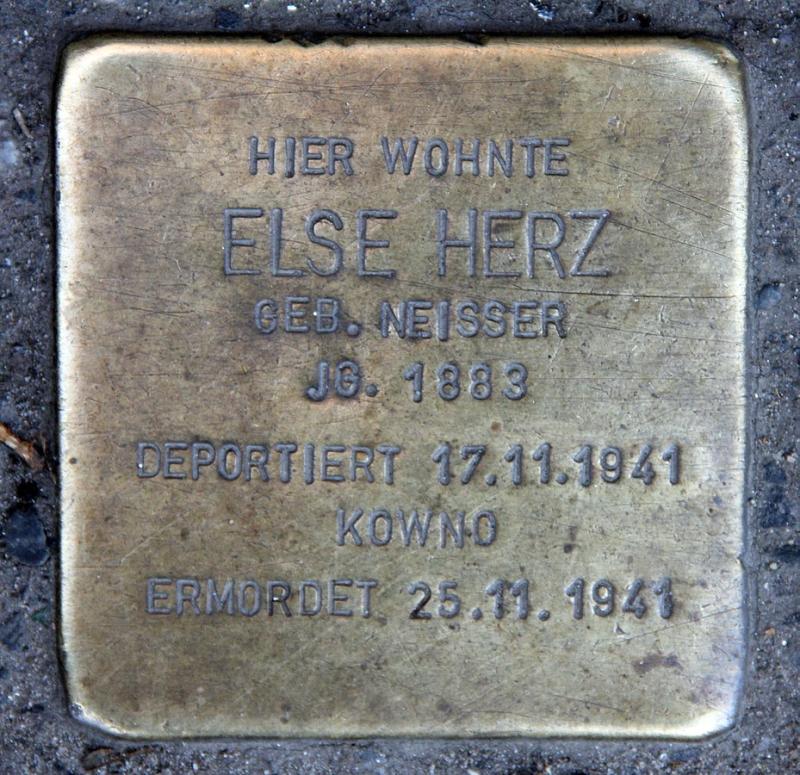 HIER WOHNTE
ELSE HERZ
GEB. NEISSER
JG. 1883
DEPORTIERT 17.11.1941
KOWNO
ERMORDET 25.11.1941